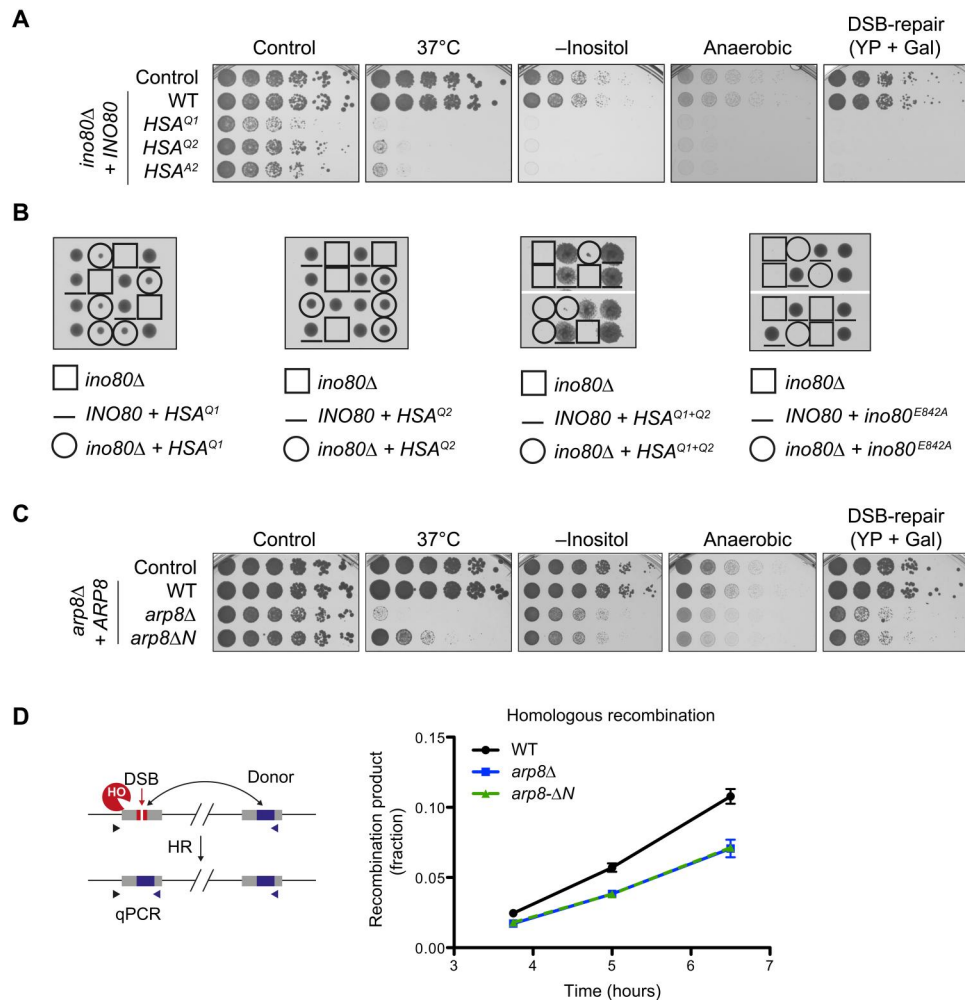 A
Control
37°C
–Inositol
Anaerobic
DSB-repair
(YP + Gal)
ino80Δ
+ INO80
Control
WT
HSA^Q1
HSA^Q2
HSA^A2
B
ino80Δ
INO80 + HSA^Q1
ino80Δ + HSA^Q1
ino80Δ
INO80 + HSA^Q2
ino80Δ + HSA^Q2
ino80Δ
INO80 + HSA^Q1+Q2
ino80Δ + HSA^Q1+Q2
ino80Δ
INO80 + ino80^E842A
ino80Δ + ino80^E842A
C
Control
37°C
–Inositol
Anaerobic
DSB-repair
(YP + Gal)
arp8Δ
+ ARP8
Control
WT
arp8Δ
arp8ΔN
D
HO
DSB
Donor
HR
qPCR
Homologous recombination
WT
arp8Δ
arp8-ΔN
Recombination product
(fraction)
0.15
0.10
0.05
0.00
3
4
5
6
7
Time (hours)